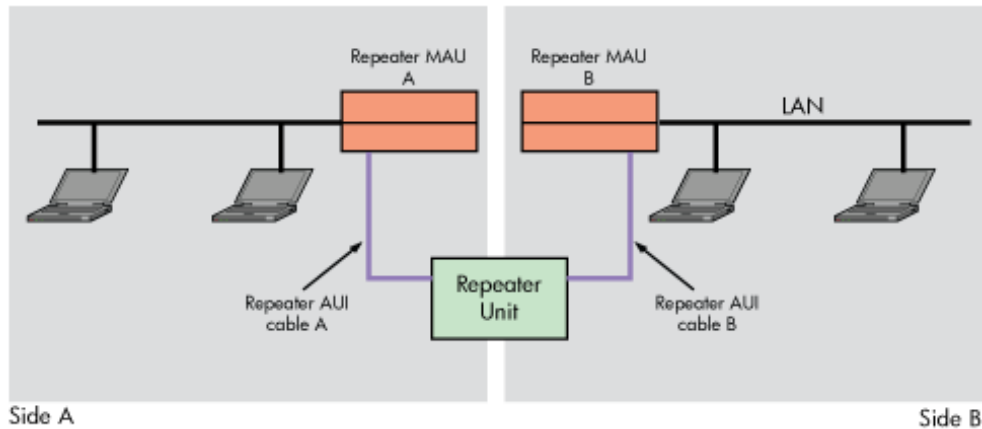 Repeater MAU
A
Repeater MAU
B
LAN
Repeater AUI
cable A
Repeater
Unit
Repeater AUI
cable B
Side A
Side B